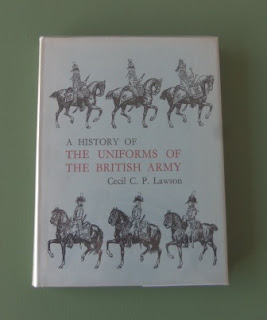 A HISTORY OF
THE UNIFORMS OF
THE BRITISH ARMY
Cecil C. P. Lawson